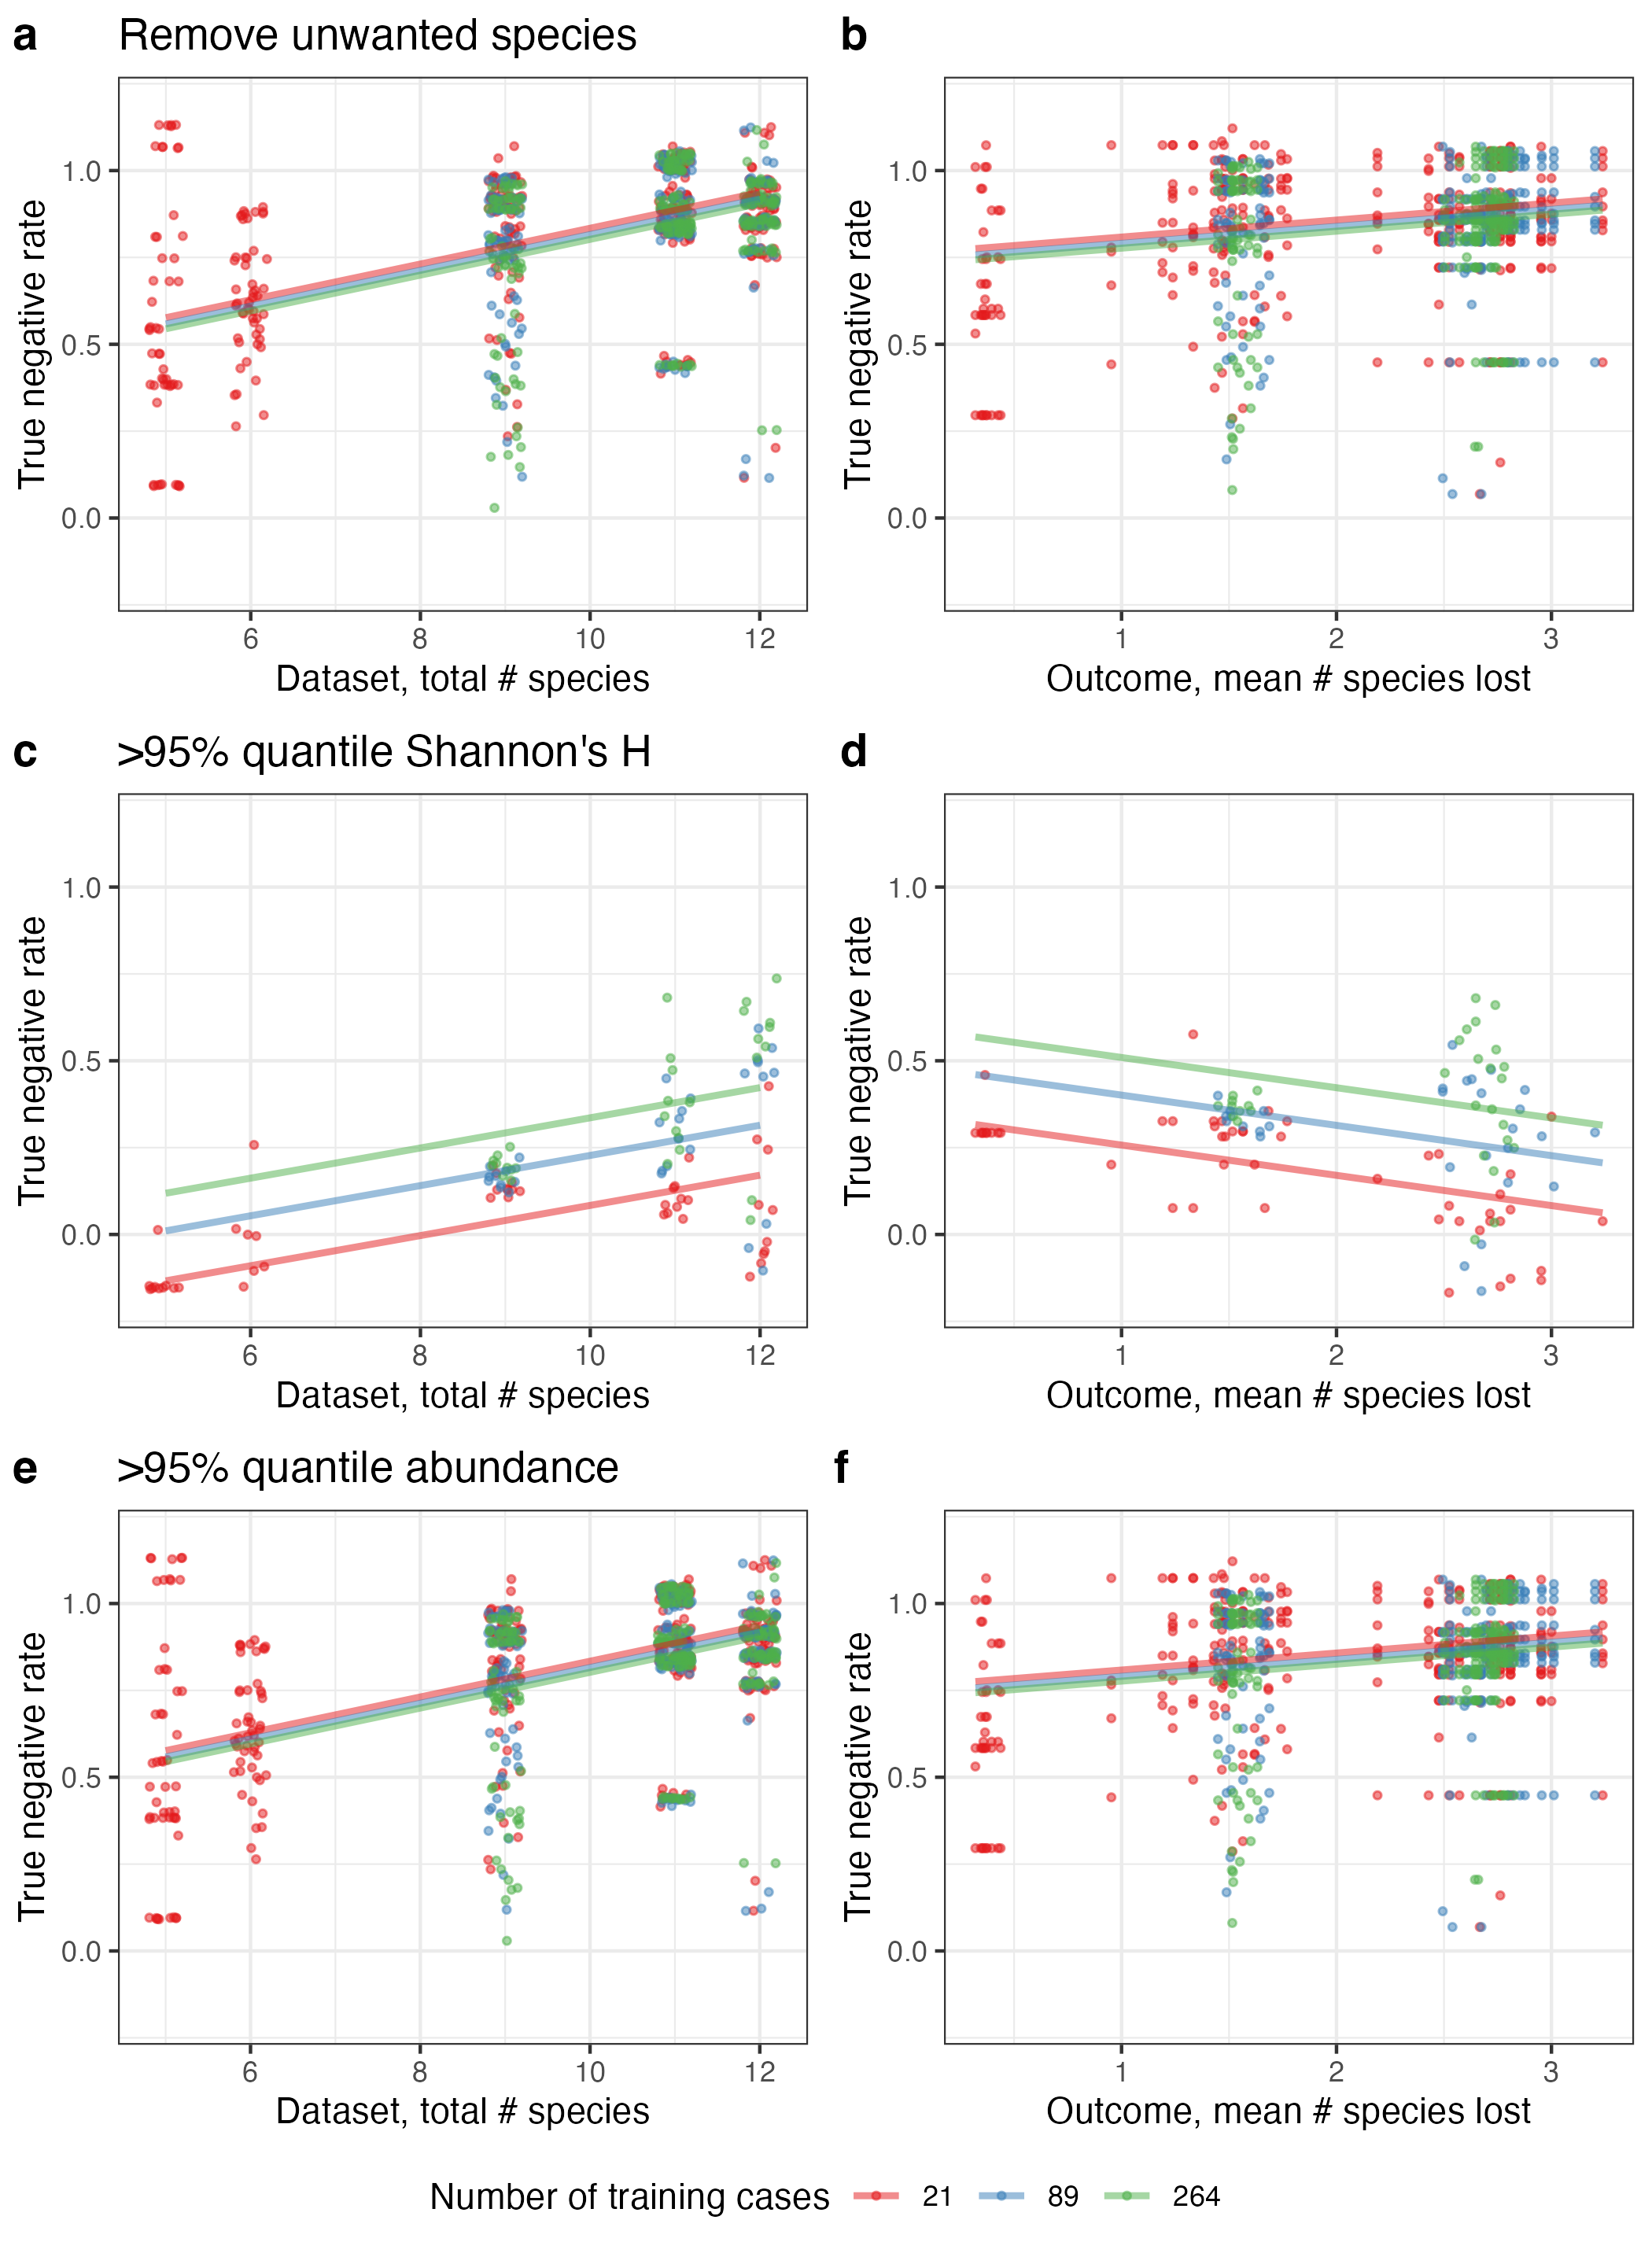 a Remove unwanted species
b
True negative rate
1.0
0.5
0.0
6 8 10 12
Dataset, total # species
True negative rate
1.0
0.5
0.0
1 2 3
Outcome, mean # species lost
c >95% quantile Shannon's H
d
True negative rate
1.0
0.5
0.0
6 8 10 12
Dataset, total # species
True negative rate
1.0
0.5
0.0
1 2 3
Outcome, mean # species lost
e >95% quantile abundance
f
True negative rate
1.0
0.5
0.0
6 8 10 12
Dataset, total # species
True negative rate
1.0
0.5
0.0
1 2 3
Outcome, mean # species lost
Number of training cases 21 89 264